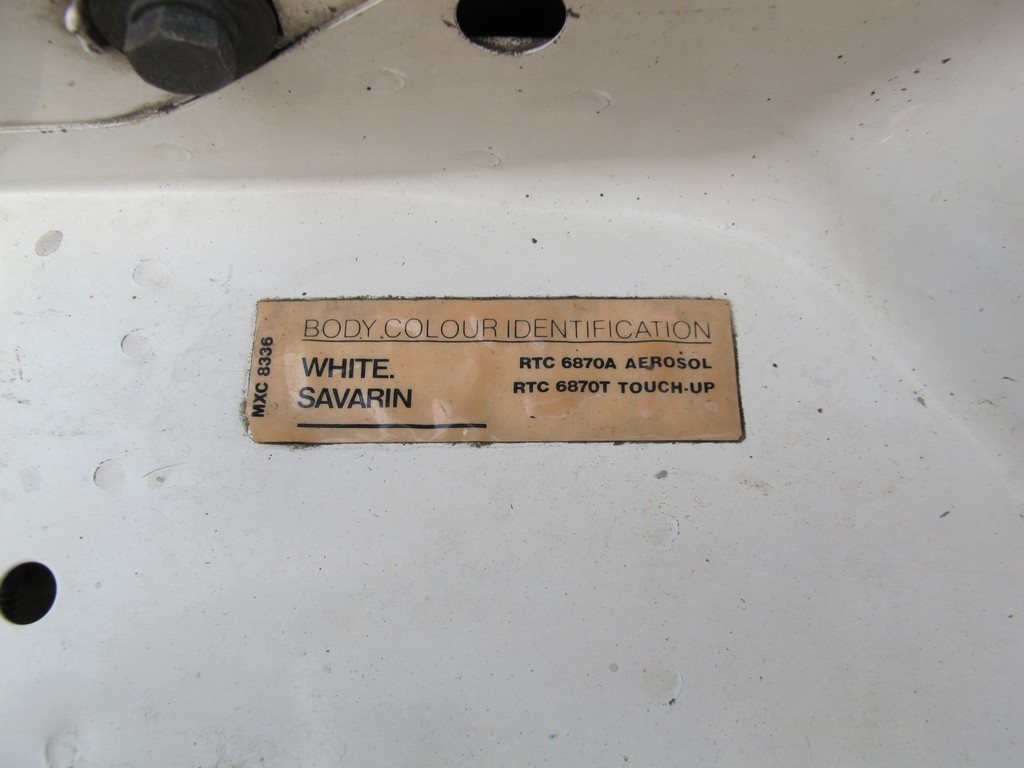 BODY COLOUR IDENTIFICATION
MXC 8336
WHITE.
SAVARIN
RTC 6870A AEROSOL
RTC 6870T TOUCH-UP